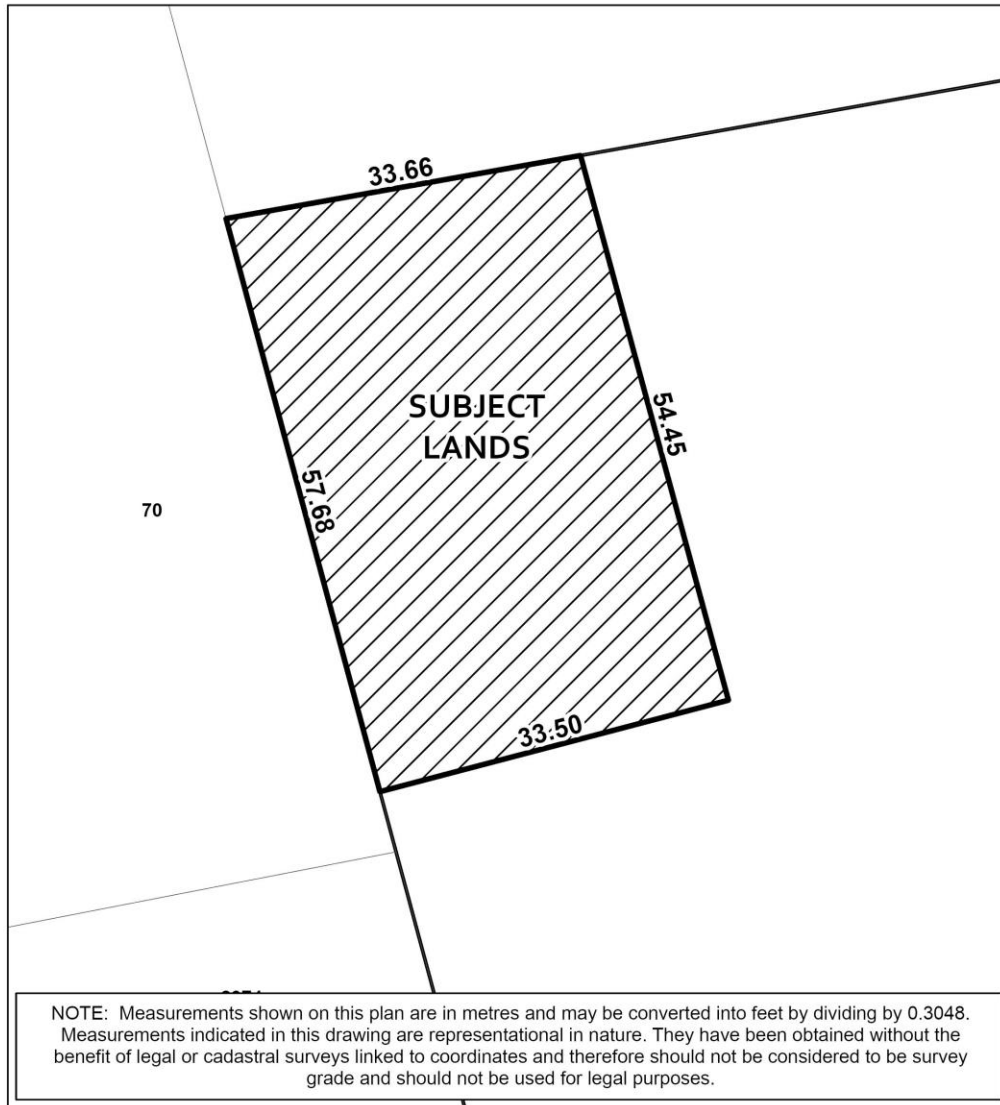 33.66
SUBJECT
LANDS
54.45
57.68
70
33.50
NOTE: Measurements shown on this plan are in metres and may be converted into feet by dividing by 0.3048.
Measurements indicated in this drawing are representational in nature. They have been obtained without the
benefit of legal or cadastral surveys linked to coordinates and therefore should not be considered to be survey
grade and should not be used for legal purposes.